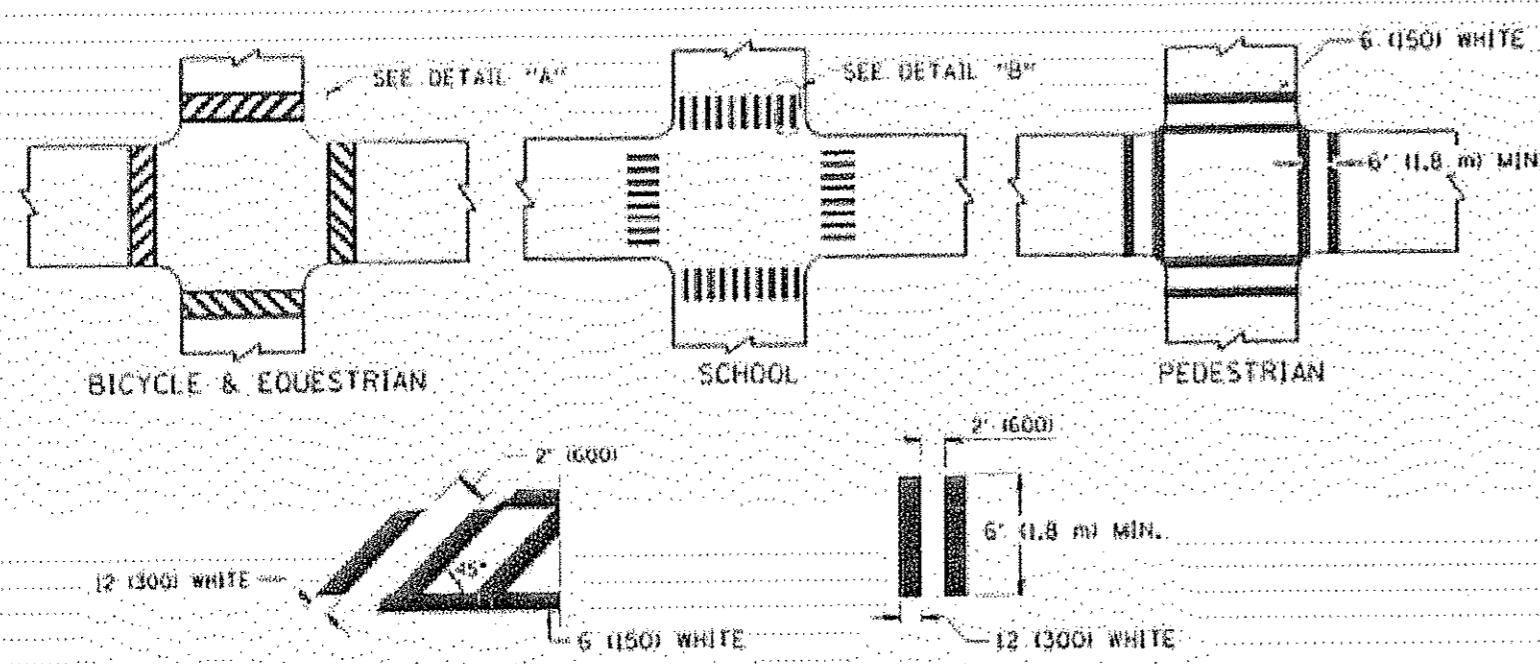 SEE DETAIL "A"
SEE DETAIL "B"
6 (150) WHITE
6' (1.8 m) MIN
BICYCLE & EQUESTRIAN
SCHOOL
PEDESTRIAN
2' (600)
12 (300) WHITE
45°
6 (150) WHITE
2' (600)
6' (1.8 m) MIN.
12 (300) WHITE